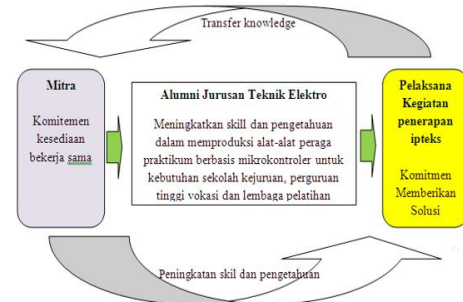 Transfer knowledge
Mitra
Komitemen
kesediaan
bekerja sama
Alumni Jurusan Teknik Elektro
Meningkatkan skill dan pengetahuan
dalam memproduksi alat-alat peraga
praktikum berbasis mikrokontroler untuk
kebutuhan sekolah kejuruan, perguruan
tinggi vokasi dan lembaga pelatihan
Pelaksana
Kegiatan
penerapan
ipteks
Komitmen
Memberikan
Solusi
Peningkatan skil dan pengetahuan